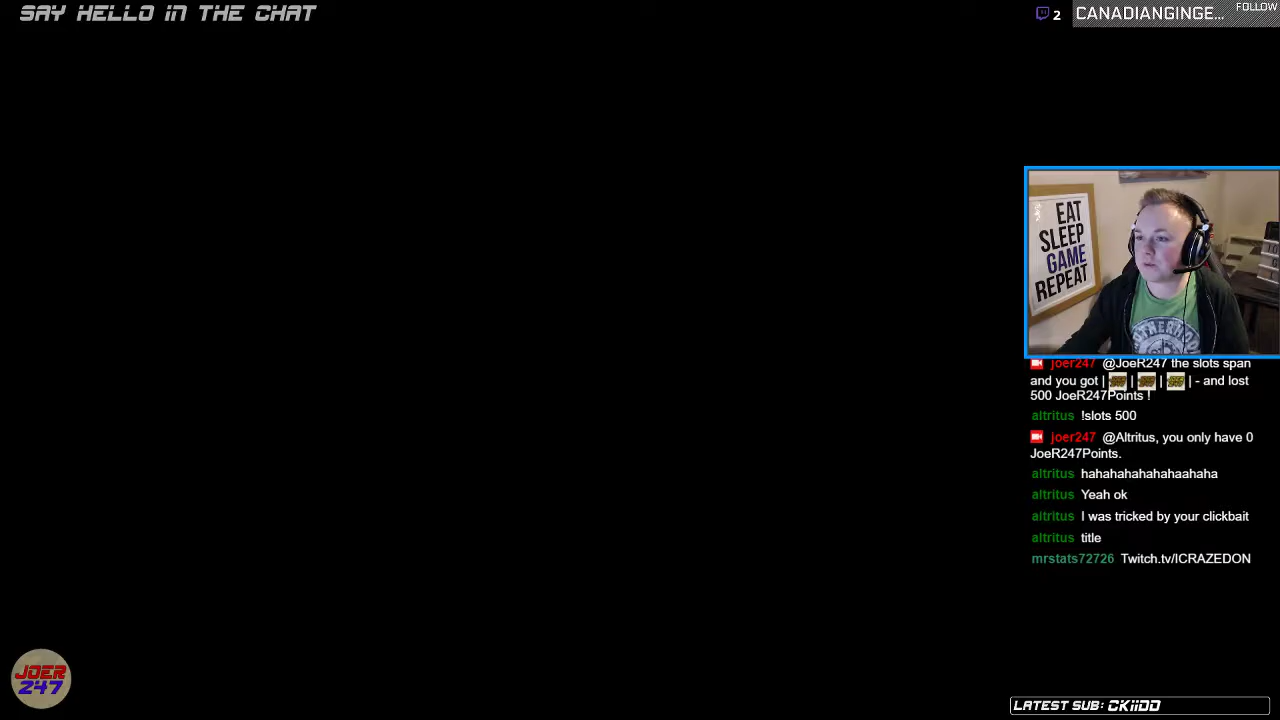 SAY HELLO IN THE CHAT
2
CANADIANGINGE...
FOLLOW
EAT
SLEEP
GAME
REPEAT
joer247 @JoeR247 the slots span
and you got | | | | - and lost
500 JoeR247Points !
altritus !slots 500
joer247 @Altritus, you only have 0
JoeR247Points.
altritus hahahahahahahaahaha
altritus Yeah ok
altritus I was tricked by your clickbait
altritus title
mrstats72726 Twitch.tv/ICRAZEDON
JOER
247
LATEST SUB: CKIIDD